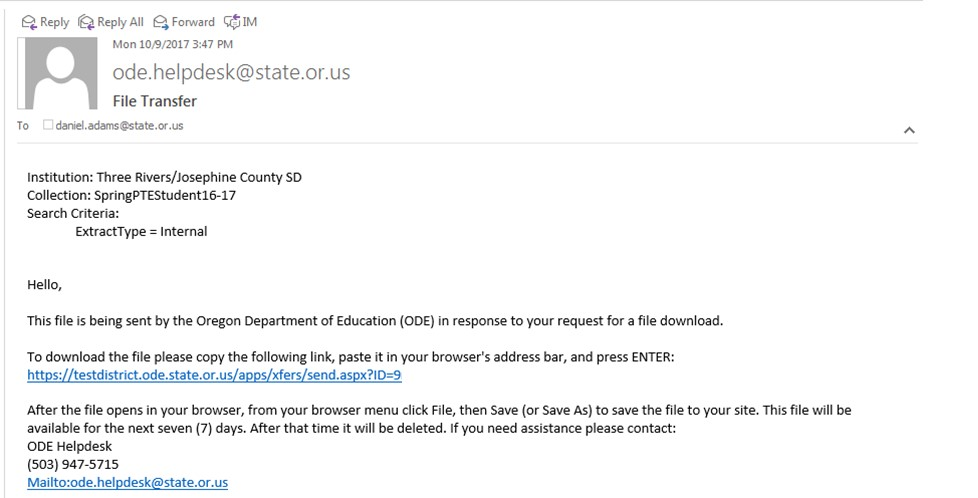 Reply Reply All Forward IM
Mon 10/9/2017 3:47 PM
ode.helpdesk@state.or.us
File Transfer
To daniel.adams@state.or.us
Institution: Three Rivers/Josephine County SD
Collection: SpringPTEStudent16-17
Search Criteria:
ExtractType = Internal
Hello,
This file is being sent by the Oregon Department of Education (ODE) in response to your request for a file download.
To download the file please copy the following link, paste it in your browser's address bar, and press ENTER:
https://testdistrict.ode.state.or.us/apps/xfers/send.aspx?ID=9
After the file opens in your browser, from your browser menu click File, then Save (or Save As) to save the file to your site. This file will be
available for the next seven (7) days. After that time it will be deleted. If you need assistance please contact:
ODE Helpdesk
(503) 947-5715
Mailto:ode.helpdesk@state.or.us